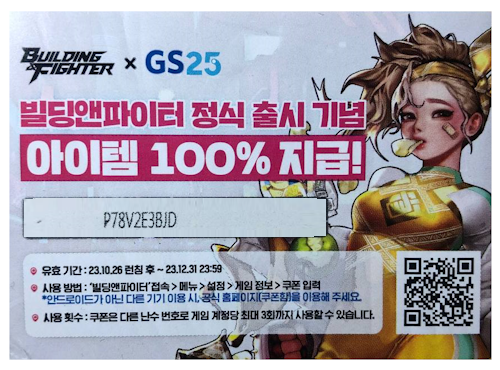 BUILDING & FIGHTER × GS25
빌딩앤파이터 정식 출시 기념
아이템 100% 지급!
P78V2E3BJD
유효 기간 : 23.10.26 런칭 후 ~ 23.12.31 23:59
사용 방법 : '빌딩앤파이터' 접속 > 메뉴 > 설정 > 게임 정보 > 쿠폰 입력
*안드로이드가 아닌 다른 기기 이용 시, 공식 홈페이지(쿠폰함)을 이용해 주세요.
사용 횟수 : 쿠폰은 다른 난수 번호로 게임 계정당 최대 3회까지 사용할 수 있습니다.